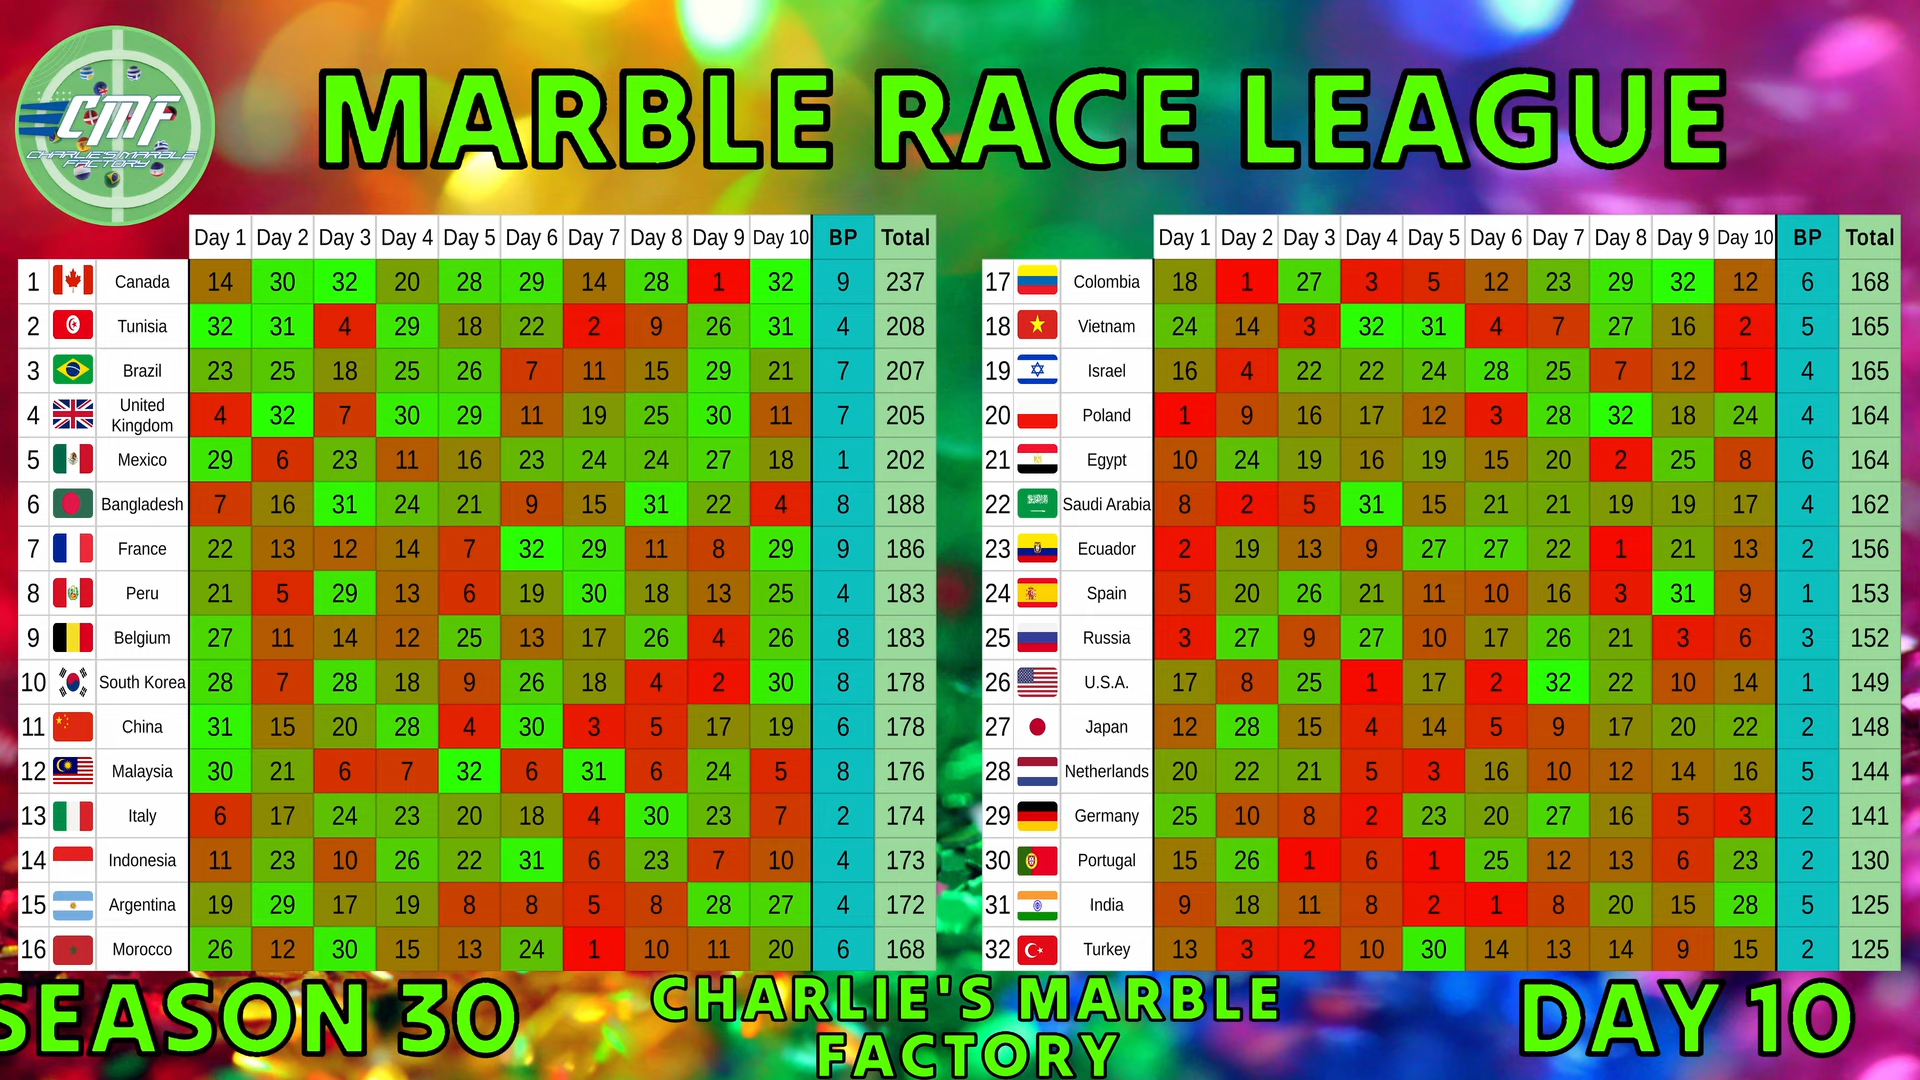 CMF
CHARLIE'S MARBLE
FACTORY
MARBLE RACE LEAGUE
Day 1 Day 2 Day 3 Day 4 Day 5 Day 6 Day 7 Day 8 Day 9 Day 10 BP Total
1 Canada 14 30 32 20 28 29 14 28 1 32 9 237
2 Tunisia 32 31 4 29 18 22 2 9 26 31 4 208
3 Brazil 23 25 18 25 26 7 11 15 29 21 7 207
4 United Kingdom 4 32 7 30 29 11 19 25 30 11 7 205
5 Mexico 29 6 23 11 16 23 24 24 27 18 1 202
6 Bangladesh 7 16 31 24 21 9 15 31 22 4 8 188
7 France 22 13 12 14 7 32 29 11 8 29 9 186
8 Peru 21 5 29 13 6 19 30 18 13 25 4 183
9 Belgium 27 11 14 12 25 13 17 26 4 26 8 183
10 South Korea 28 7 28 18 9 26 18 4 2 30 8 178
11 China 31 15 20 28 4 30 3 5 17 19 6 178
12 Malaysia 30 21 6 7 32 6 31 6 24 5 8 176
13 Italy 6 17 24 23 20 18 4 30 23 7 2 174
14 Indonesia 11 23 10 26 22 31 6 23 7 10 4 173
15 Argentina 19 29 17 19 8 8 5 8 28 27 4 172
16 Morocco 26 12 30 15 13 24 1 10 11 20 6 168
Day 1 Day 2 Day 3 Day 4 Day 5 Day 6 Day 7 Day 8 Day 9 Day 10 BP Total
17 Colombia 18 1 27 3 5 12 23 29 32 12 6 168
18 Vietnam 24 14 3 32 31 4 7 27 16 2 5 165
19 Israel 16 4 22 22 24 28 25 7 12 1 4 165
20 Poland 1 9 16 17 12 3 28 32 18 24 4 164
21 Egypt 10 24 19 16 19 15 20 2 25 8 6 164
22 Saudi Arabia 8 2 5 31 15 21 21 19 19 17 4 162
23 Ecuador 2 19 13 9 27 27 22 1 21 13 2 156
24 Spain 5 20 26 21 11 10 16 3 31 9 1 153
25 Russia 3 27 9 27 10 17 26 21 3 6 3 152
26 U.S.A. 17 8 25 1 17 2 32 22 10 14 1 149
27 Japan 12 28 15 4 14 5 9 17 20 22 2 148
28 Netherlands 20 22 21 5 3 16 10 12 14 16 5 144
29 Germany 25 10 8 2 23 20 27 16 5 3 2 141
30 Portugal 15 26 1 6 1 25 12 13 6 23 2 130
31 India 9 18 11 8 2 1 8 20 15 28 5 125
32 Turkey 13 3 2 10 30 14 13 14 9 15 2 125
SEASON 30
CHARLIE'S MARBLE
FACTORY
DAY 10